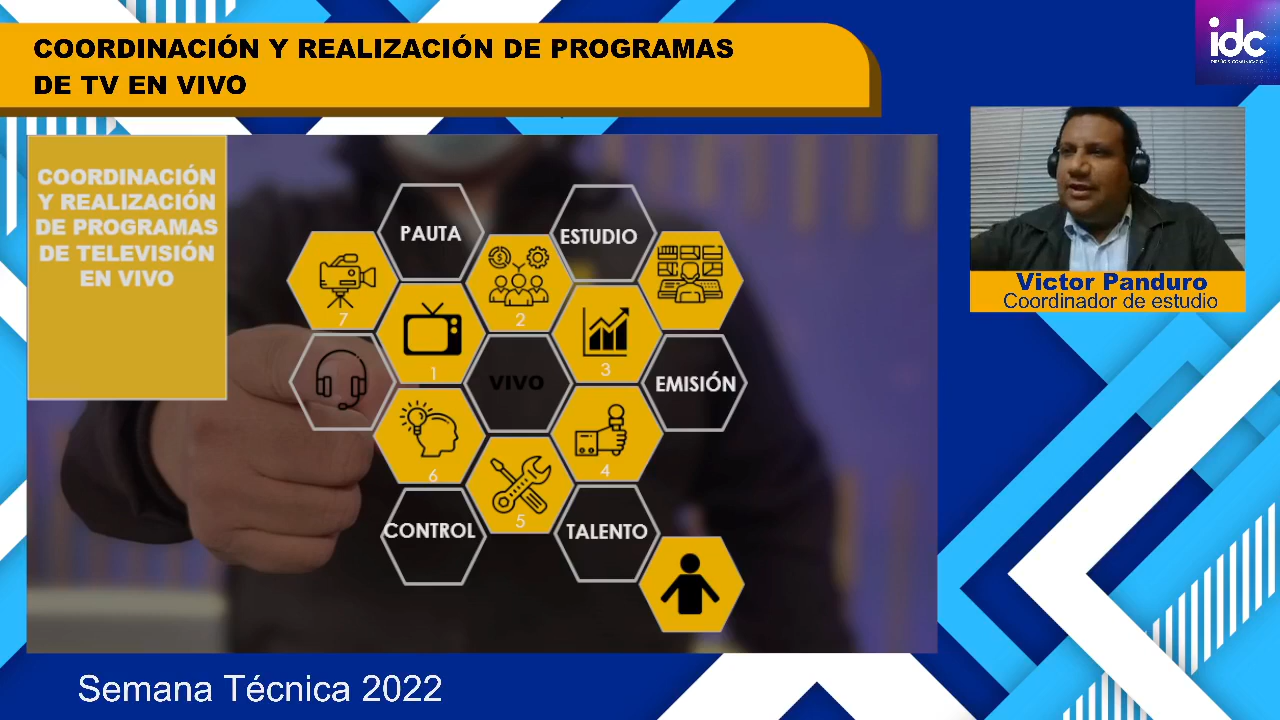 COORDINACIÓN Y REALIZACIÓN DE PROGRAMAS
DE TV EN VIVO
idc
COORDINACIÓN
Y REALIZACIÓN
DE PROGRAMAS
DE TELEVISIÓN
EN VIVO
PAUTA
ESTUDIO
7
2
1
3
VIVO
EMISIÓN
6
4
5
CONTROL
TALENTO
Victor Panduro
Coordinador de estudio
Semana Técnica 2022